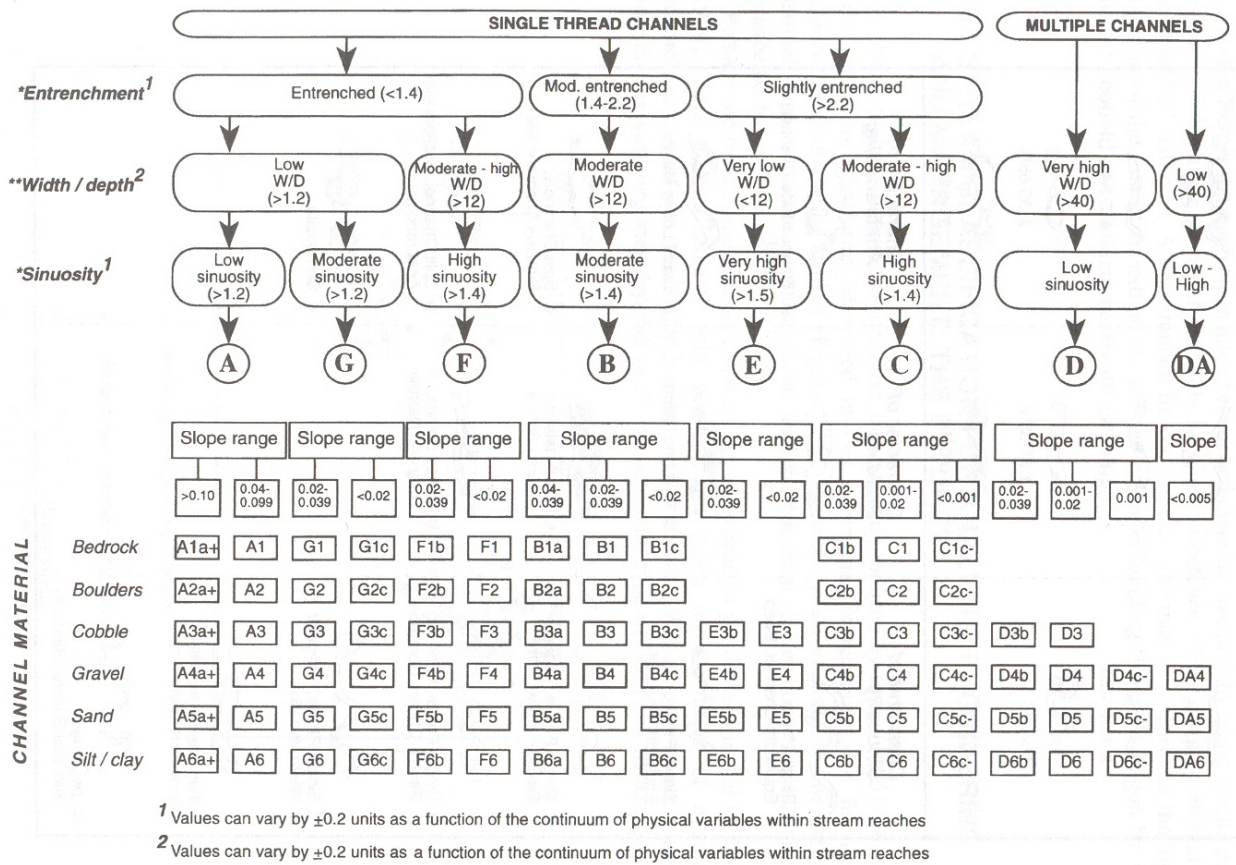 SINGLE THREAD CHANNELS MULTIPLE CHANNELS
*Entrenchment1 Entrenched (<1.4) Mod. entrenched (1.4-2.2) Slightly entrenched (>2.2)
**Width / depth2
Low W/D (>1.2)
Moderate - high W/D (>12)
Moderate W/D (>12)
Very low W/D (<12)
Moderate - high W/D (>12)
Very high W/D (>40)
Low (>40)
*Sinuosity1
Low sinuosity (>1.2)
Moderate sinuosity (>1.2)
High sinuosity (>1.4)
Moderate sinuosity (>1.4)
Very high sinuosity (>1.5)
High sinuosity (>1.4)
Low sinuosity
Low - High
A G F B E C D DA
Slope range Slope range Slope range Slope range Slope range Slope range Slope range Slope
>0.10 0.04-0.099 0.02-0.039 <0.02 0.02-0.039 <0.02 0.04-0.039 0.02-0.039 <0.02 0.02-0.039 <0.02 0.02-0.039 0.001-0.02 <0.001 0.02-0.039 0.001-0.02 0.001 <0.005
CHANNEL MATERIAL
Bedrock A1a+ A1 G1 G1c F1b F1 B1a B1 B1c C1b C1 C1c-
Boulders A2a+ A2 G2 G2c F2b F2 B2a B2 B2c C2b C2 C2c-
Cobble A3a+ A3 G3 G3c F3b F3 B3a B3 B3c E3b E3 C3b C3 C3c- D3b D3
Gravel A4a+ A4 G4 G4c F4b F4 B4a B4 B4c E4b E4 C4b C4 C4c- D4b D4 D4c- DA4
Sand A5a+ A5 G5 G5c F5b F5 B5a B5 B5c E5b E5 C5b C5 C5c- D5b D5 D5c- DA5
Silt / clay A6a+ A6 G6 G6c F6b F6 B6a B6 B6c E6b E6 C6b C6 C6c- D6b D6 D6c- DA6
1 Values can vary by ±0.2 units as a function of the continuum of physical variables within stream reaches
2 Values can vary by ±0.2 units as a function of the continuum of physical variables within stream reaches